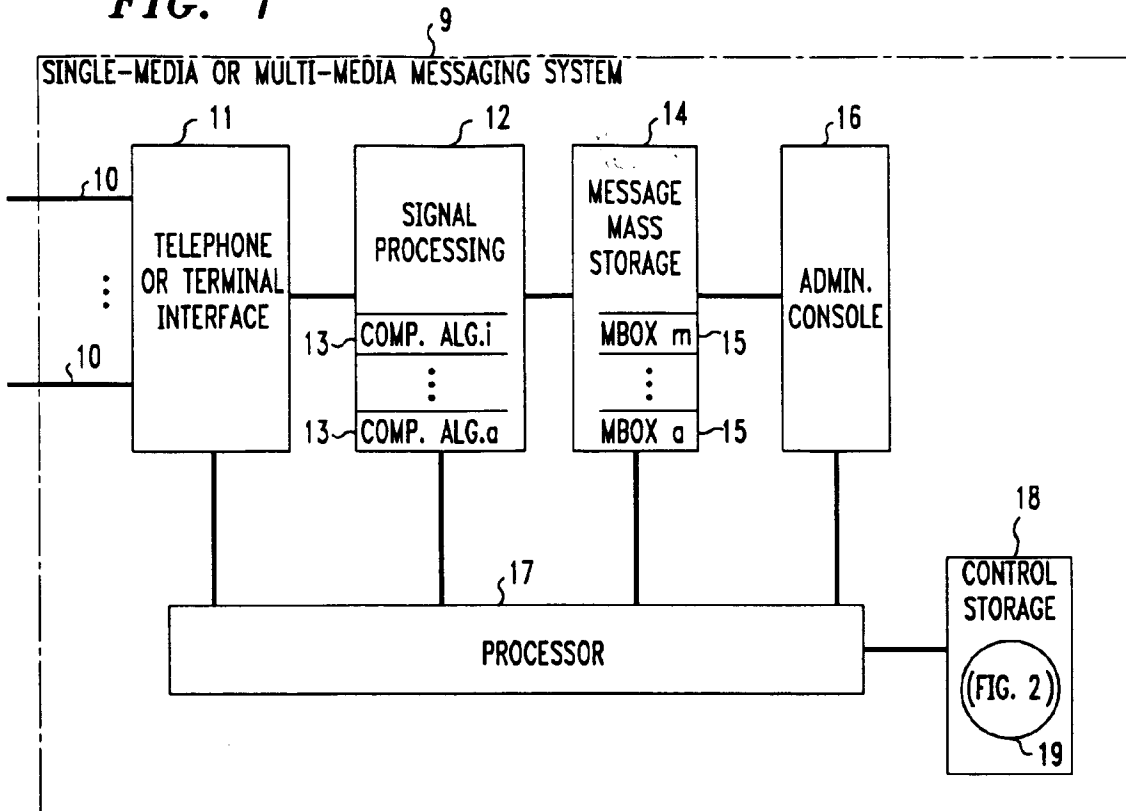 FIG. 1
9
SINGLE-MEDIA OR MULTI-MEDIA MESSAGING SYSTEM
11
12
14
16
10
10
TELEPHONE
OR TERMINAL
INTERFACE
SIGNAL
PROCESSING
13
COMP. ALG.i
13
COMP. ALG.a
MESSAGE
MASS
STORAGE
MBOX m
15
MBOX a
15
ADMIN.
CONSOLE
17
PROCESSOR
18
CONTROL
STORAGE
(FIG. 2)
19